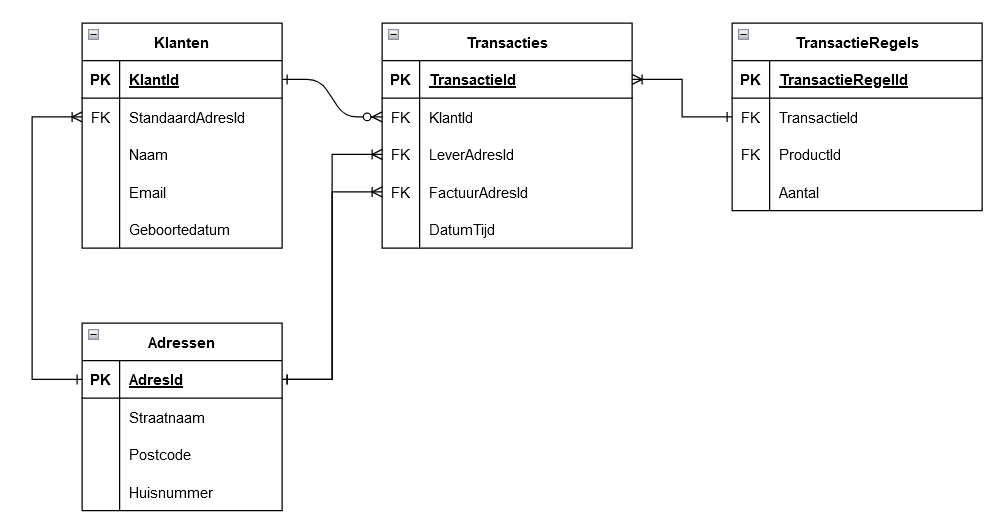 Klanten
PK KlantId
FK StandaardAdresId
Naam
Email
Geboortedatum
Transacties
PK TransactieId
FK KlantId
FK LeverAdresId
FK FactuurAdresId
DatumTijd
TransactieRegels
PK TransactieRegelId
FK TransactieId
FK ProductId
Aantal
Adressen
PK AdresId
Straatnaam
Postcode
Huisnummer